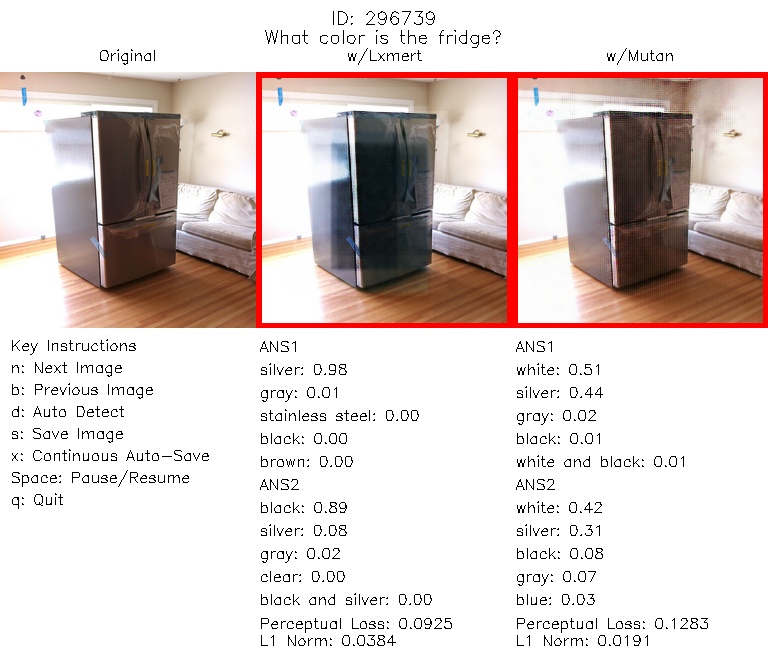 ID: 296739
What color is the fridge?
Original
w/Lxmert
w/Mutan
Key Instructions
n: Next Image
b: Previous Image
d: Auto Detect
s: Save Image
x: Continuous Auto-Save
Space: Pause/Resume
q: Quit
ANS1
silver: 0.98
gray: 0.01
stainless steel: 0.00
black: 0.00
brown: 0.00
ANS2
black: 0.89
silver: 0.08
gray: 0.02
clear: 0.00
black and silver: 0.00
Perceptual Loss: 0.0925
L1 Norm: 0.0384
ANS1
white: 0.51
silver: 0.44
gray: 0.02
black: 0.01
white and black: 0.01
ANS2
white: 0.42
silver: 0.31
black: 0.08
gray: 0.07
blue: 0.03
Perceptual Loss: 0.1283
L1 Norm: 0.0191